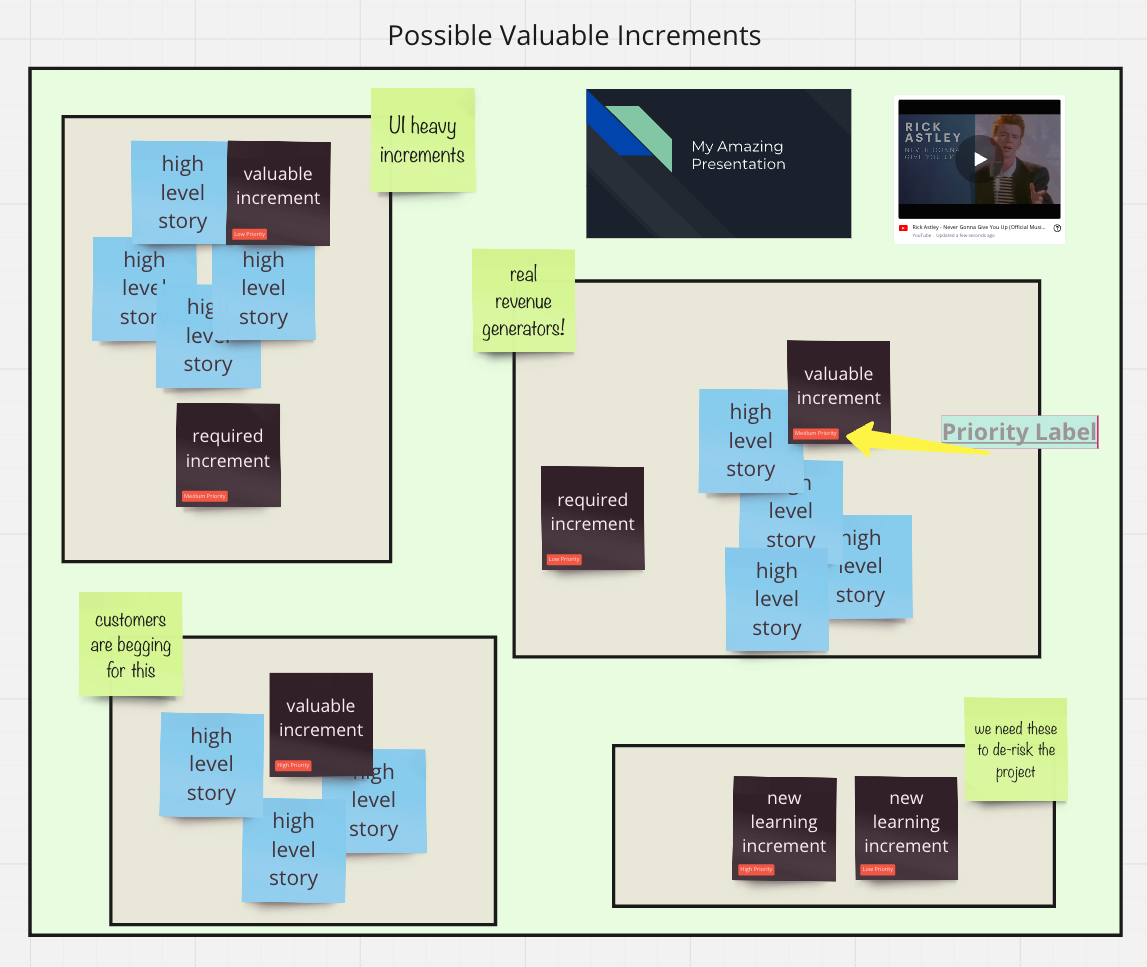 Possible Valuable Increments
UI heavy
increments
high
level
story
valuable
increment
Low Priority
high
level
story
high
level
story
high
level
story
required
increment
Medium Priority
My Amazing
Presentation
RICK
ASTLEY
NEVER GONNA
GIVE YOU UP
Rick Astley - Never Gonna Give You Up (Official Musi...
YouTube Updated a few seconds ago
real
revenue
generators!
valuable
increment
Medium Priority
Priority Label
high
level
story
high
level
story
high
level
story
high
level
story
required
increment
Low Priority
customers
are begging
for this
valuable
increment
High Priority
high
level
story
high
level
story
high
level
story
we need these
to de-risk the
project
new
learning
increment
High Priority
new
learning
increment
Low Priority